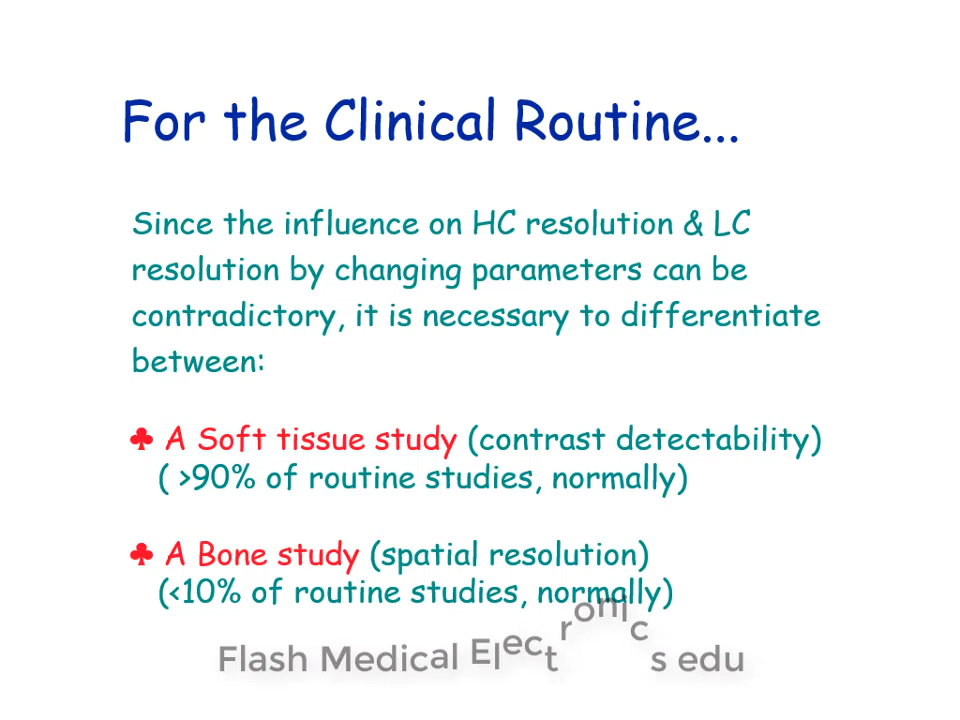 For the Clinical Routine...
Since the influence on HC resolution & LC
resolution by changing parameters can be
contradictory, it is necessary to differentiate
between:
♣ A Soft tissue study (contrast detectability)
( >90% of routine studies, normally)
♣ A Bone study (spatial resolution)
(<10% of routine studies, normally)
Flash Medical Electronics edu